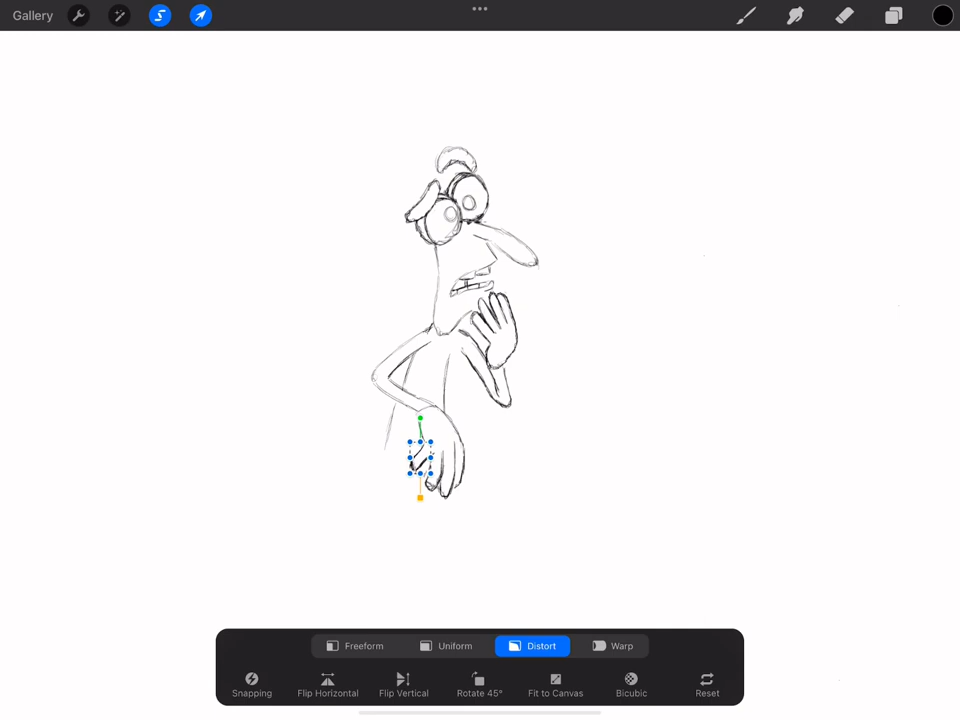 Gallery
Freeform Uniform Distort Warp
Snapping Flip Horizontal Flip Vertical Rotate 45° Fit to Canvas Bicubic Reset